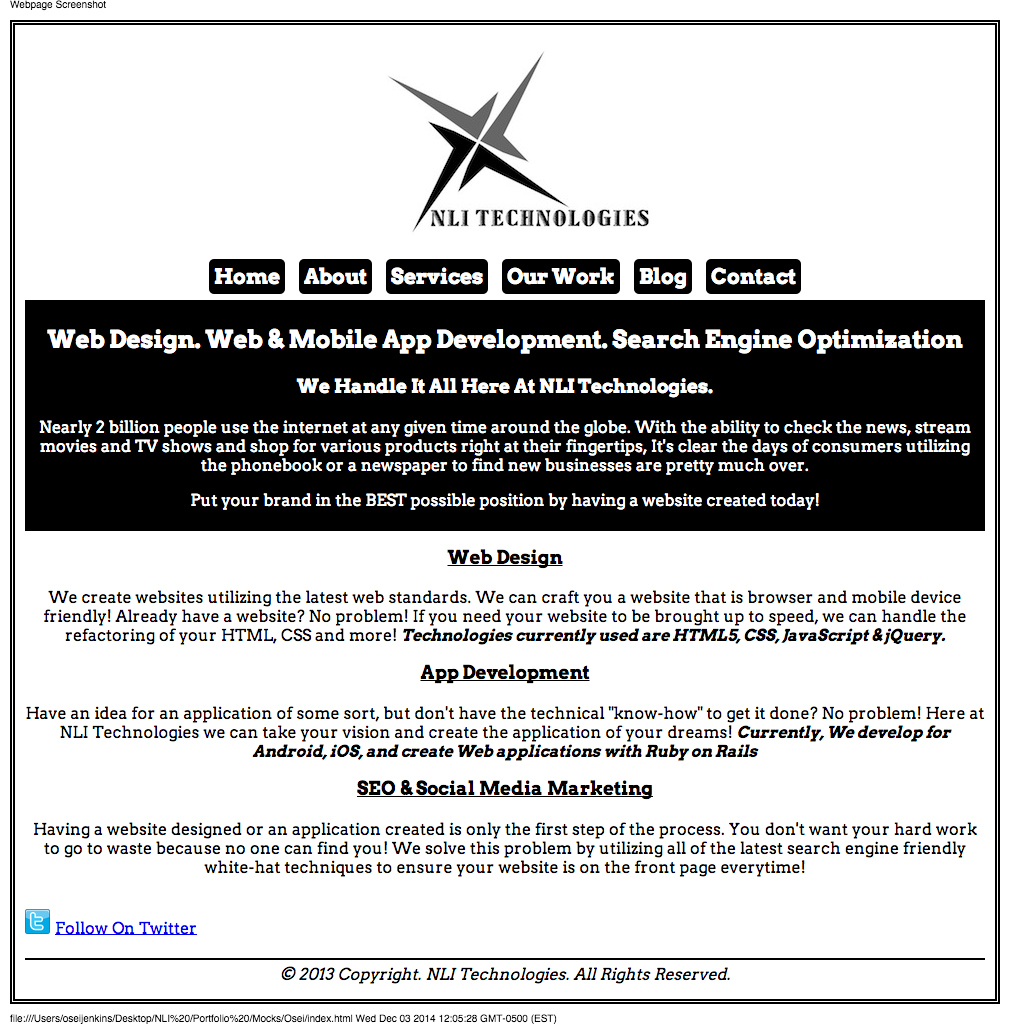 Webpage Screenshot
NLI TECHNOLOGIES
Home About Services Our Work Blog Contact
Web Design. Web & Mobile App Development. Search Engine Optimization
We Handle It All Here At NLI Technologies.
Nearly 2 billion people use the internet at any given time around the globe. With the ability to check the news, stream
movies and TV shows and shop for various products right at their fingertips, It's clear the days of consumers utilizing
the phonebook or a newspaper to find new businesses are pretty much over.
Put your brand in the BEST possible position by having a website created today!
Web Design
We create websites utilizing the latest web standards. We can craft you a website that is browser and mobile device
friendly! Already have a website? No problem! If you need your website to be brought up to speed, we can handle the
refactoring of your HTML, CSS and more! Technologies currently used are HTML5, CSS, JavaScript & jQuery.
App Development
Have an idea for an application of some sort, but don't have the technical "know-how" to get it done? No problem! Here at
NLI Technologies we can take your vision and create the application of your dreams! Currently, We develop for
Android, iOS, and create Web applications with Ruby on Rails
SEO & Social Media Marketing
Having a website designed or an application created is only the first step of the process. You don't want your hard work
to go to waste because no one can find you! We solve this problem by utilizing all of the latest search engine friendly
white-hat techniques to ensure your website is on the front page everytime!
Follow On Twitter
© 2013 Copyright. NLI Technologies. All Rights Reserved.
file:///Users/oseijenkins/Desktop/NLI%20/Portfolio%20/Mocks/Osei/index.html Wed Dec 03 2014 12:05:28 GMT-0500 (EST)